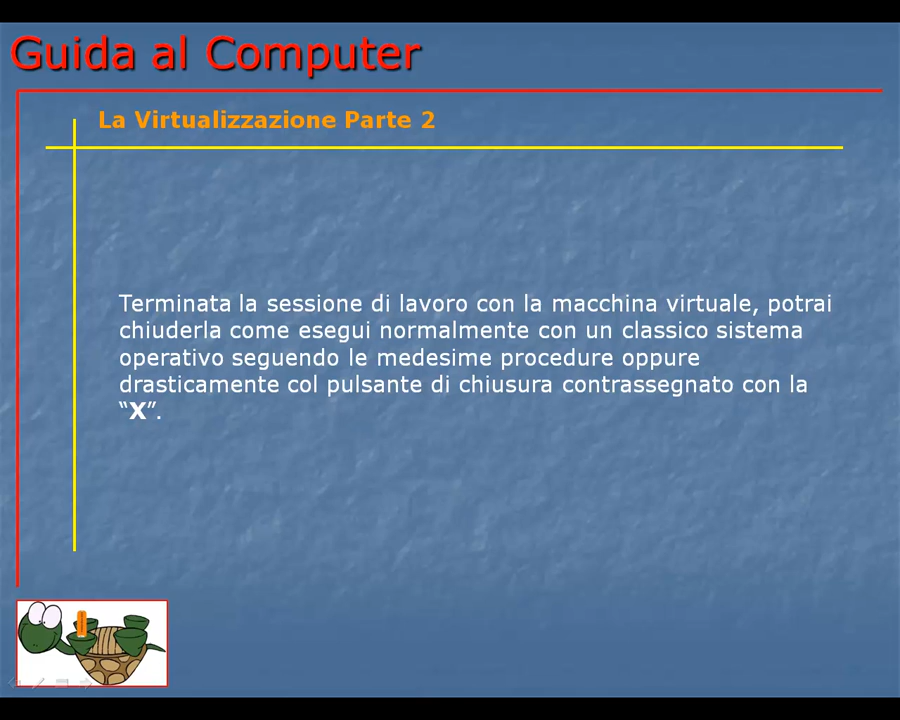 Guida al Computer
La Virtualizzazione Parte 2
Terminata la sessione di lavoro con la macchina virtuale, potrai
chiuderla come esegui normalmente con un classico sistema
operativo seguendo le medesime procedure oppure
drasticamente col pulsante di chiusura contrassegnato con la
“X”.